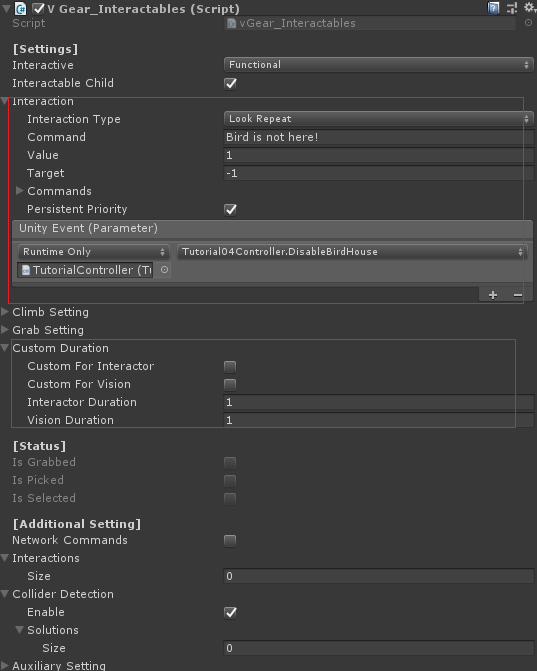 V Gear_Interactables (Script)
Script vGear_Interactables
[Settings]
Interactive Functional
Interactable Child
Interaction
Interaction Type Look Repeat
Command Bird is not here!
Value 1
Target -1
Commands
Persistent Priority
Unity Event (Parameter)
Runtime Only Tutorial04Controller.DisableBirdHouse
TutorialController (Tu
Climb Setting
Grab Setting
Custom Duration
Custom For Interactor
Custom For Vision
Interactor Duration 1
Vision Duration 1
[Status]
Is Grabbed
Is Picked
Is Selected
[Additional Setting]
Network Commands
Interactions
Size 0
Collider Detection
Enable
Solutions
Size 0
Auxiliary Setting